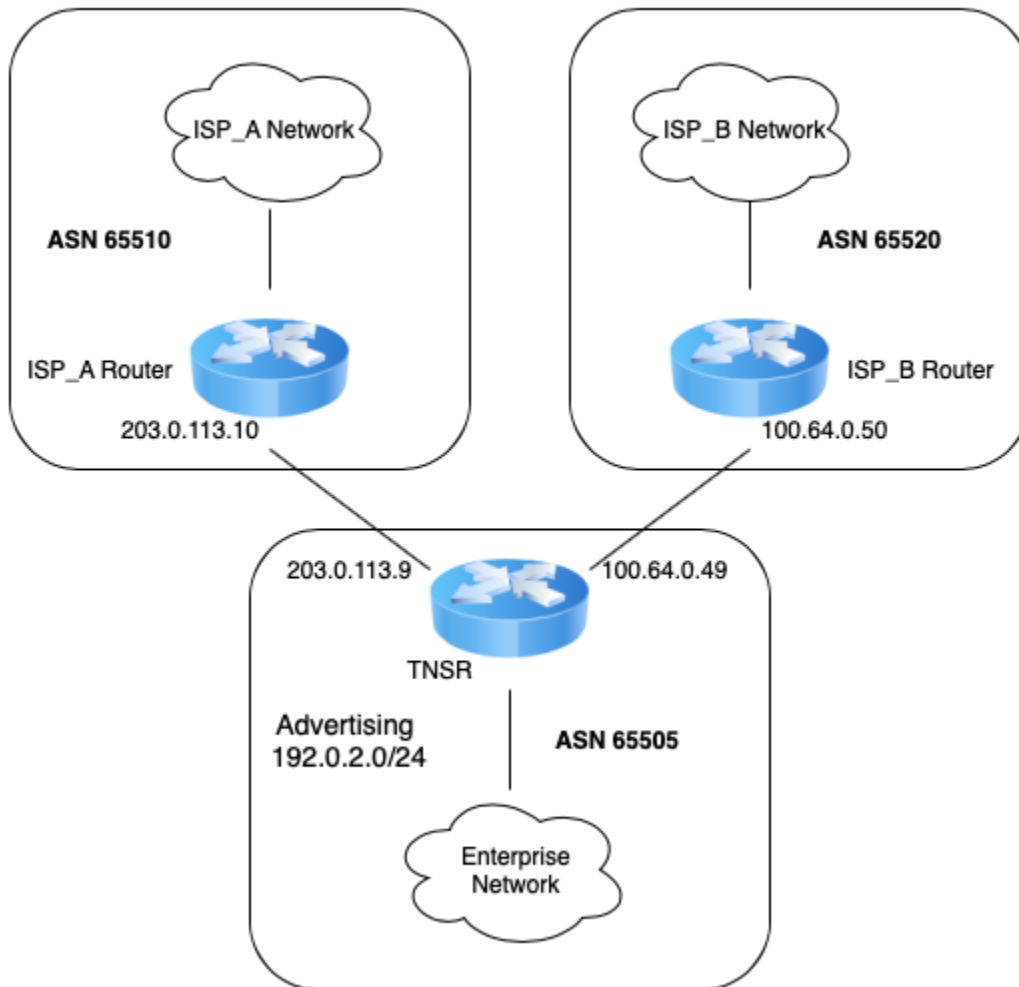 ISP_A Network
ISP_B Network
ASN 65510
ASN 65520
ISP_A Router
ISP_B Router
203.0.113.10
100.64.0.50
203.0.113.9
100.64.0.49
TNSR
Advertising
192.0.2.0/24
ASN 65505
Enterprise
Network